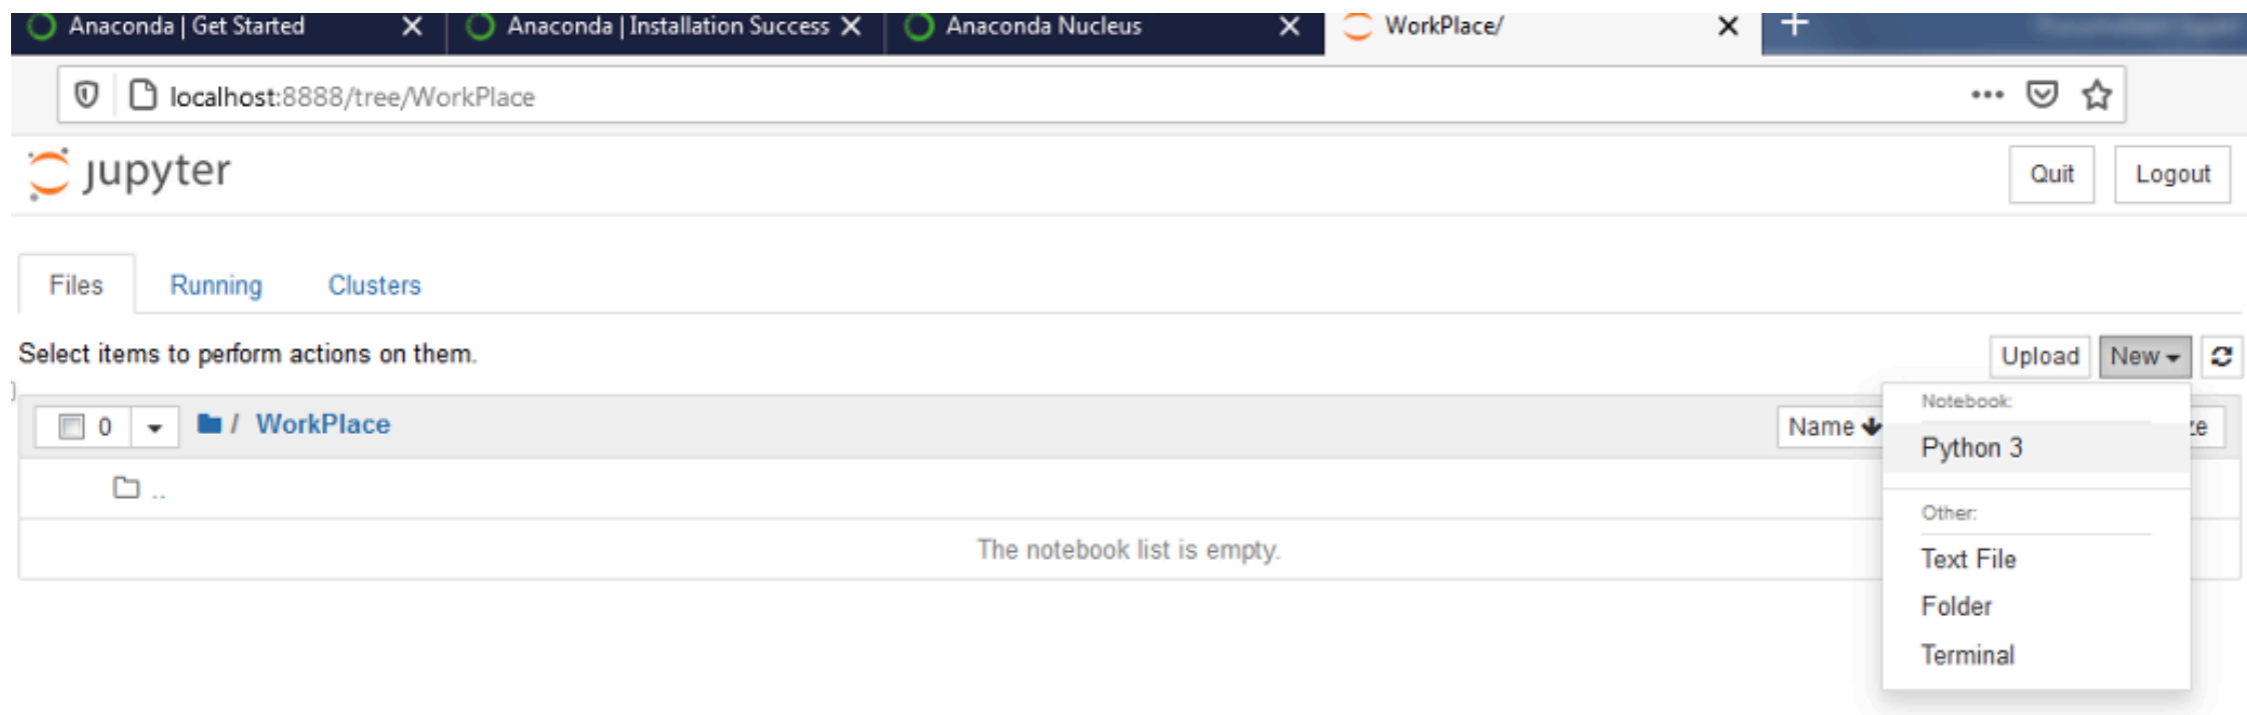 Anaconda | Get Started
Anaconda | Installation Success
Anaconda Nucleus
WorkPlace/
localhost:8888/tree/WorkPlace
jupyter
Quit
Logout
Files
Running
Clusters
Select items to perform actions on them.
Upload
New
0
/ WorkPlace
Name
Notebook:
Python 3
Other:
Text File
Folder
Terminal
..
The notebook list is empty.